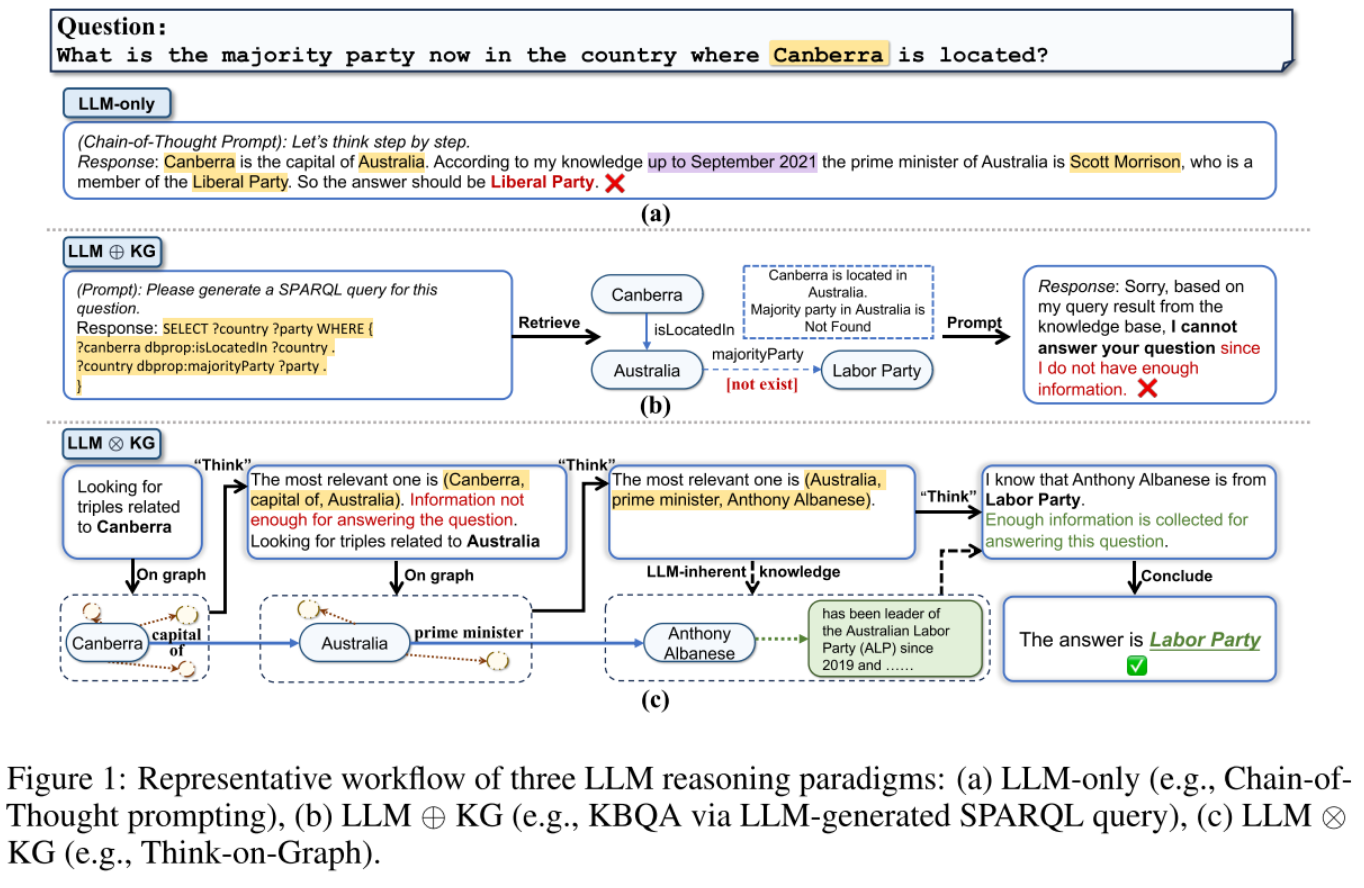 Question:
What is the majority party now in the country where Canberra is located?
LLM-only
(Chain-of-Thought Prompt): Let's think step by step.
Response: Canberra is the capital of Australia. According to my knowledge up to September 2021 the prime minister of Australia is Scott Morrison, who is a
member of the Liberal Party. So the answer should be Liberal Party. ❌
(a)
LLM ⊕ KG
(Prompt): Please generate a SPARQL query for this
question.
Response: SELECT ?country ?party WHERE {
?canberra dbprop:isLocatedIn ?country .
?country dbprop:majorityParty ?party .
}
Retrieve
Canberra
isLocatedIn
Australia
majorityParty
[not exist]
Labor Party
Canberra is located in
Australia.
Majority party in Australia is
Not Found
Prompt
Response: Sorry, based on
my query result from the
knowledge base, I cannot
answer your question since
I do not have enough
information. ❌
(b)
LLM ⊗ KG
Looking for
triples related
to Canberra
"Think"
The most relevant one is (Canberra,
capital of, Australia). Information not
enough for answering the question.
Looking for triples related to Australia
"Think"
The most relevant one is (Australia,
prime minister, Anthony Albanese).
"Think"
I know that Anthony Albanese is from
Labor Party.
Enough information is collected for
answering this question.
On graph
On graph
LLM-inherent knowledge
Conclude
Canberra
capital
of
Australia
prime minister
Anthony
Albanese
has been leader of
the Australian Labor
Party (ALP) since
2019 and ……
The answer is Labor Party
✅
(c)
Figure 1: Representative workflow of three LLM reasoning paradigms: (a) LLM-only (e.g., Chain-of-
Thought prompting), (b) LLM ⊕ KG (e.g., KBQA via LLM-generated SPARQL query), (c) LLM ⊗
KG (e.g., Think-on-Graph).